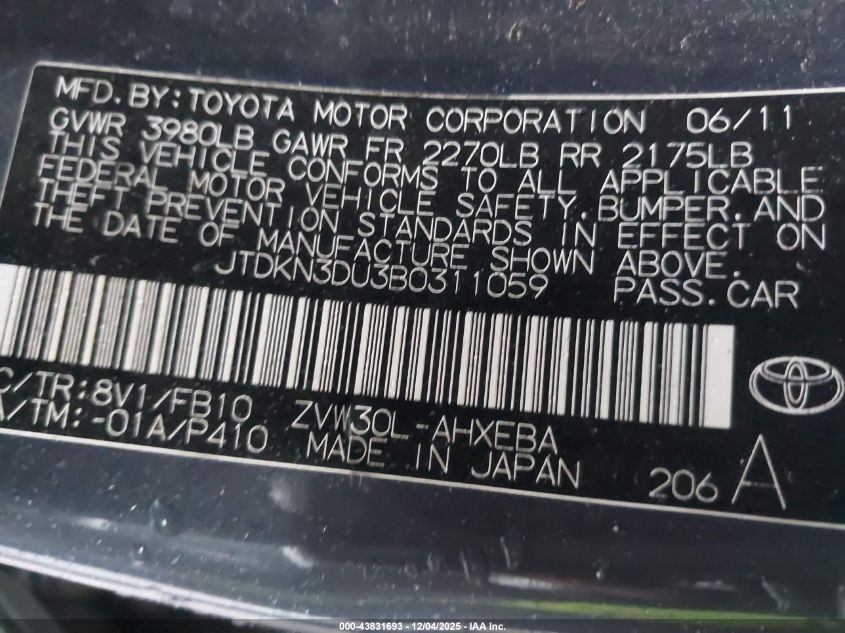 MFD. BY: TOYOTA MOTOR CORPORATION 06/11
GVWR 3980LB GAWR FR 2270LB RR 2175LB
THIS VEHICLE CONFORMS TO ALL APPLICABLE
FEDERAL MOTOR VEHICLE SAFETY, BUMPER, AND
THEFT PREVENTION STANDARDS IN EFFECT ON
THE DATE OF MANUFACTURE SHOWN ABOVE.
JTDKN3DU3B0311059 PASS. CAR
C/TR: 8V1/FB10 ZVW30L-AHXEBA
A/TM: -01A/P410 MADE IN JAPAN
206 A
000-43831693 - 12/04/2025 - IAA Inc.